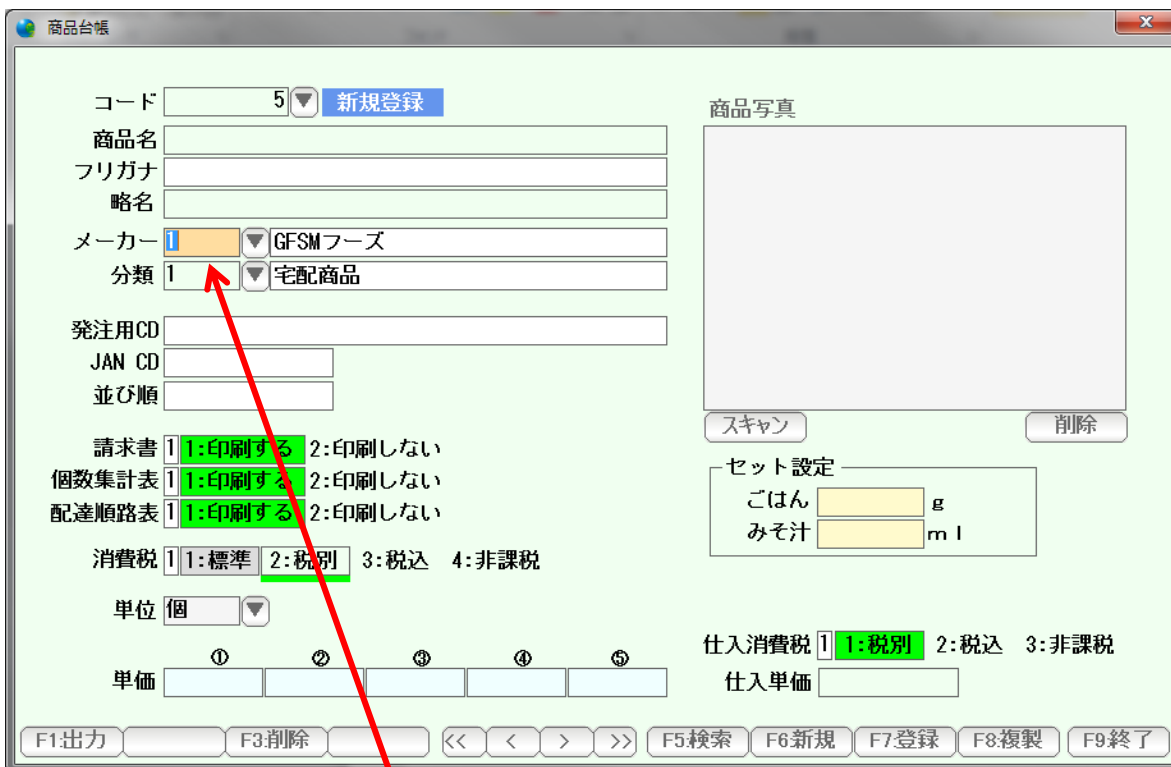 商品台帳
コード 5 新規登録
商品名
フリガナ
略名
メーカー 1 GFSMフーズ
分類 1 宅配商品
発注用CD
JAN CD
並び順
請求書 1 1:印刷する 2:印刷しない
個数集計表 1 1:印刷する 2:印刷しない
配達順路表 1 1:印刷する 2:印刷しない
消費税 1 1:標準 2:税別 3:税込 4:非課税
単位 個
① ② ③ ④ ⑤
単価
商品写真
スキャン 削除
セット設定
ごはん g
みそ汁 ml
仕入消費税 1 1:税別 2:税込 3:非課税
仕入単価
F1:出力 F3:削除 << < > >> F5:検索 F6:新規 F7:登録 F8:複製 F9:終了